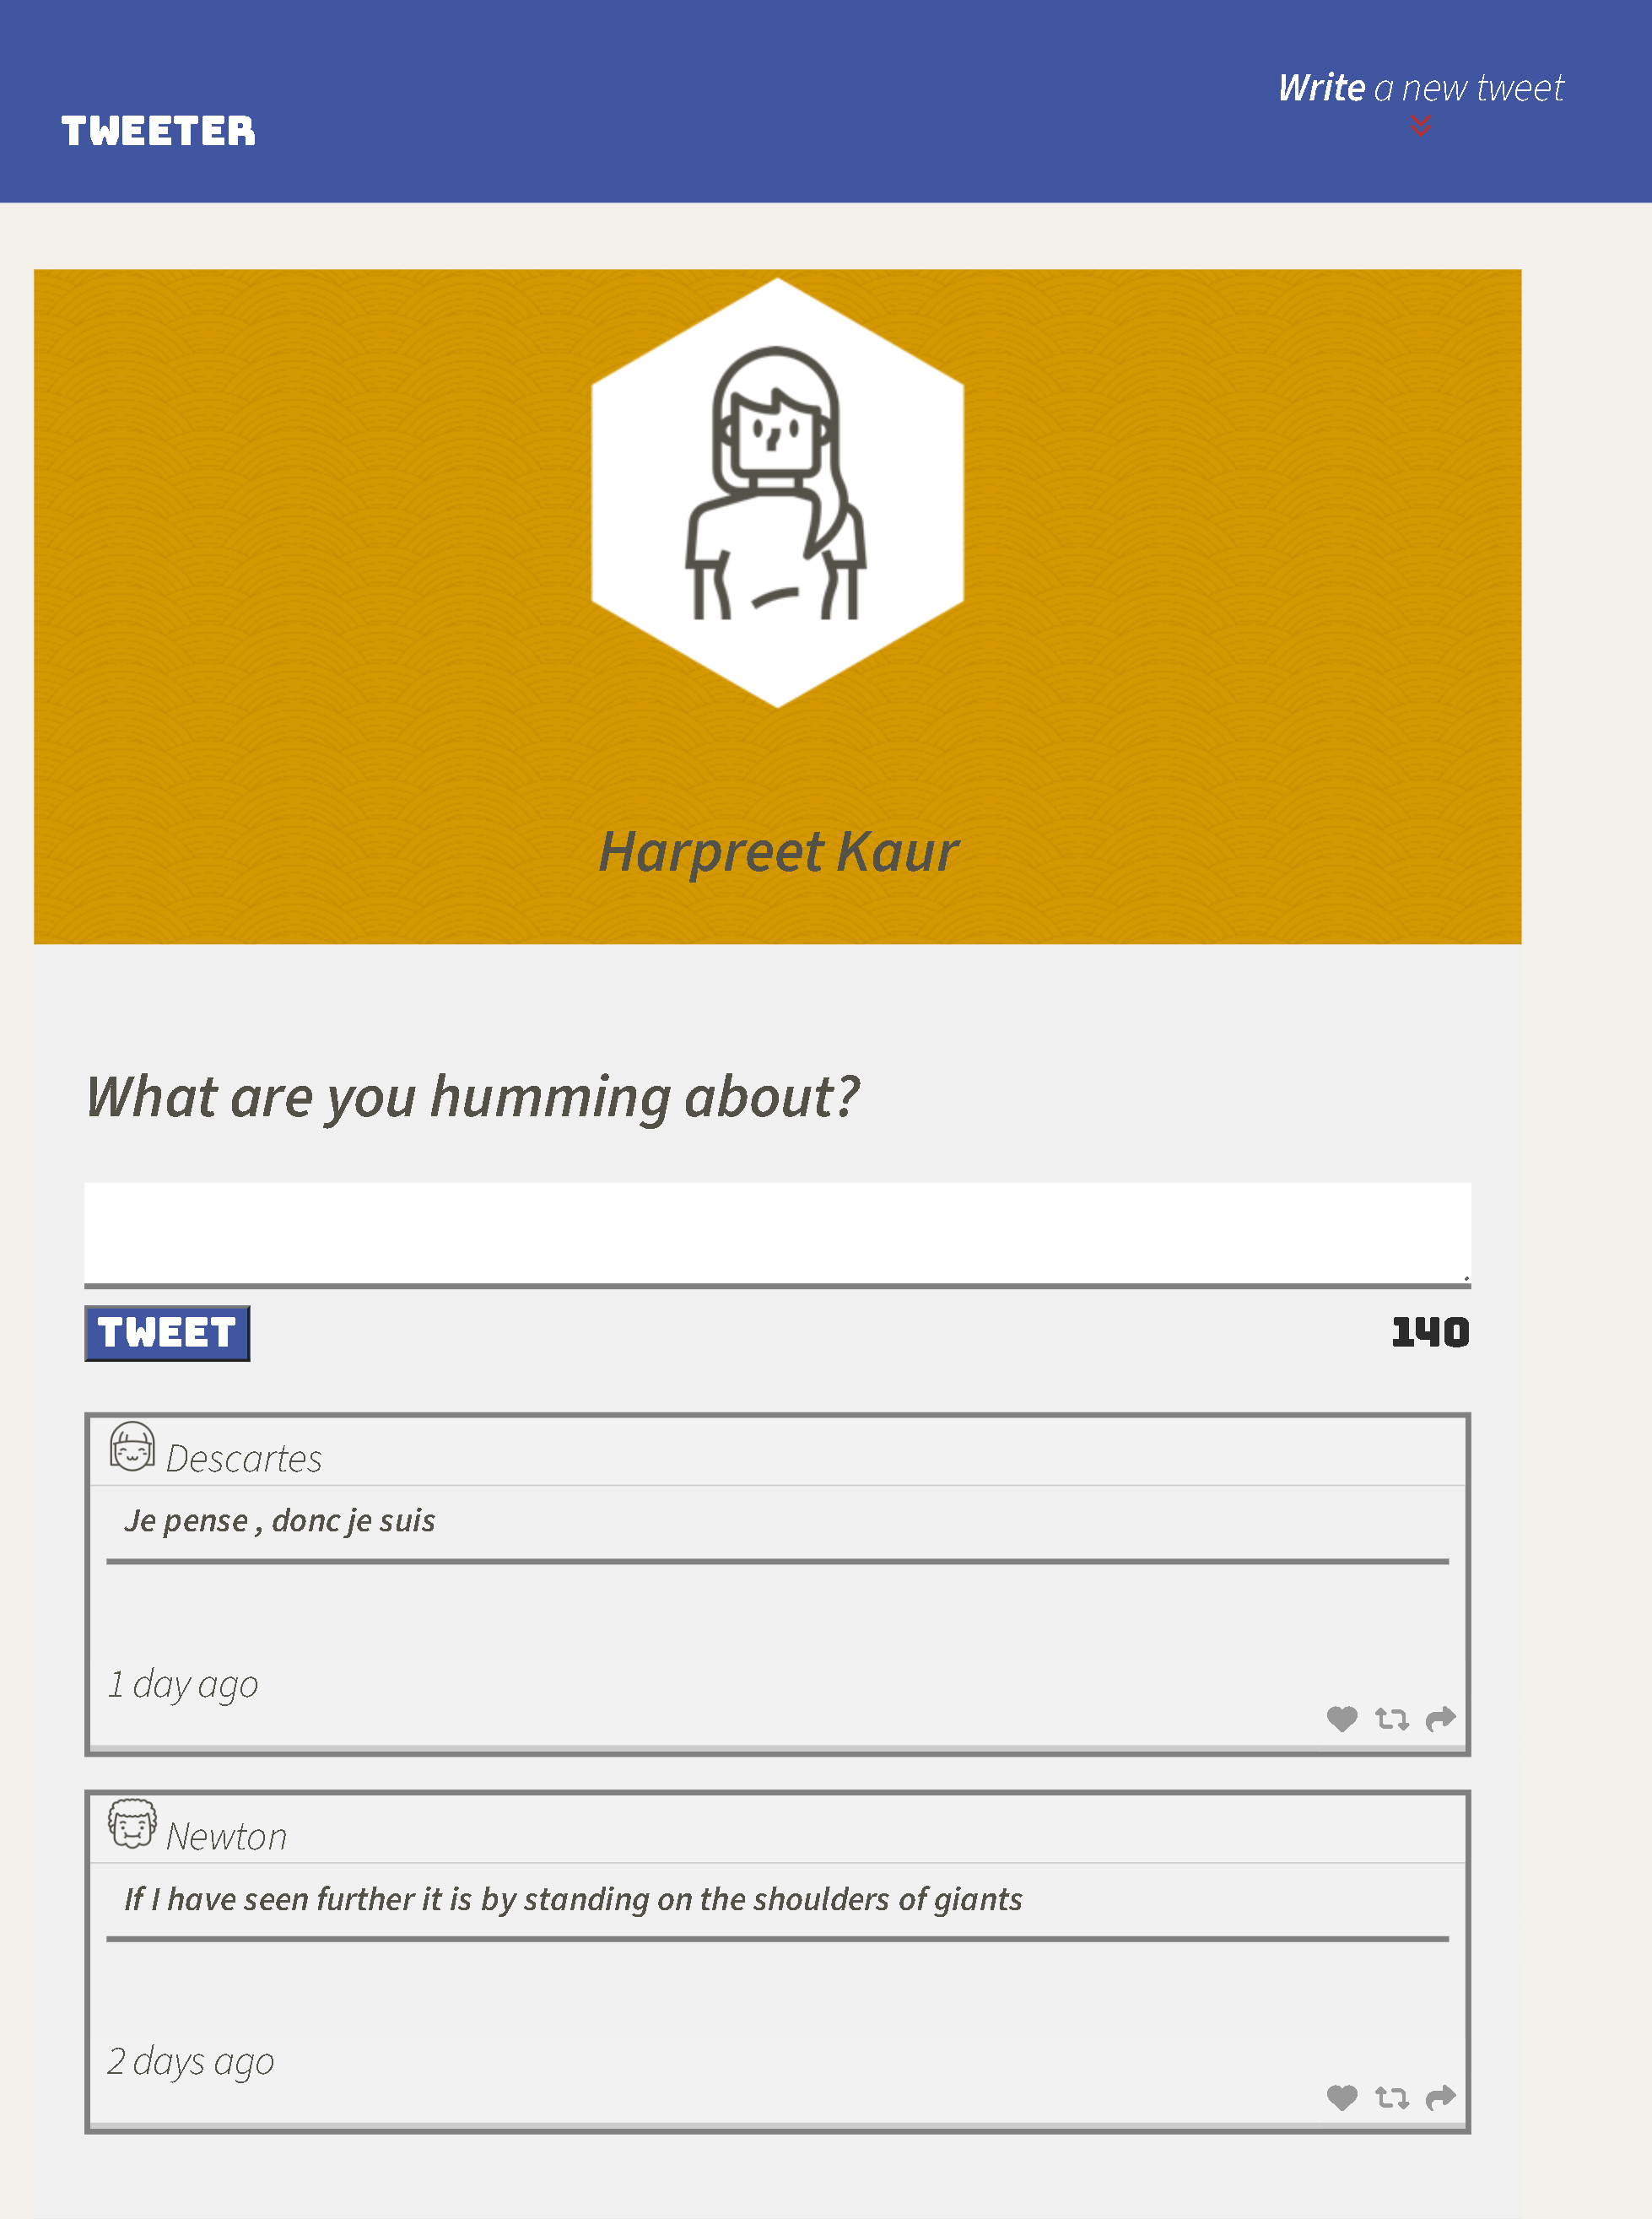 Write a new tweet
TWEETER
Harpreet Kaur
What are you humming about?
TWEET
140
Descartes
Je pense , donc je suis
1 day ago
Newton
If I have seen further it is by standing on the shoulders of giants
2 days ago